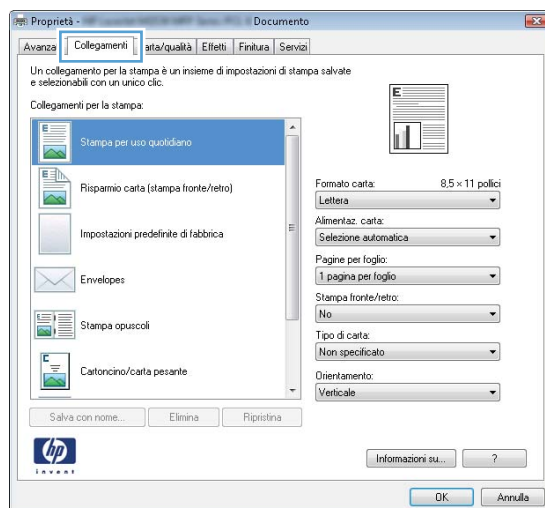 Proprietà - Documento
Avanza Collegamenti arta/qualità Effetti Finitura Servizi
Un collegamento per la stampa è un insieme di impostazioni di stampa salvate
e selezionabili con un unico clic.
Collegamenti per la stampa:
Stampa per uso quotidiano
Risparmio carta (stampa fronte/retro)
Impostazioni predefinite di fabbrica
Envelopes
Stampa opuscoli
Cartoncino/carta pesante
Salva con nome... Elimina Ripristina
E
Formato carta: 8,5 × 11 pollici
Lettera
Alimentaz. carta:
Selezione automatica
Pagine per foglio:
1 pagina per foglio
Stampa fronte/retro:
No
Tipo di carta:
Non specificato
Orientamento:
Verticale
hp
invent
Informazioni su... ?
OK Annulla